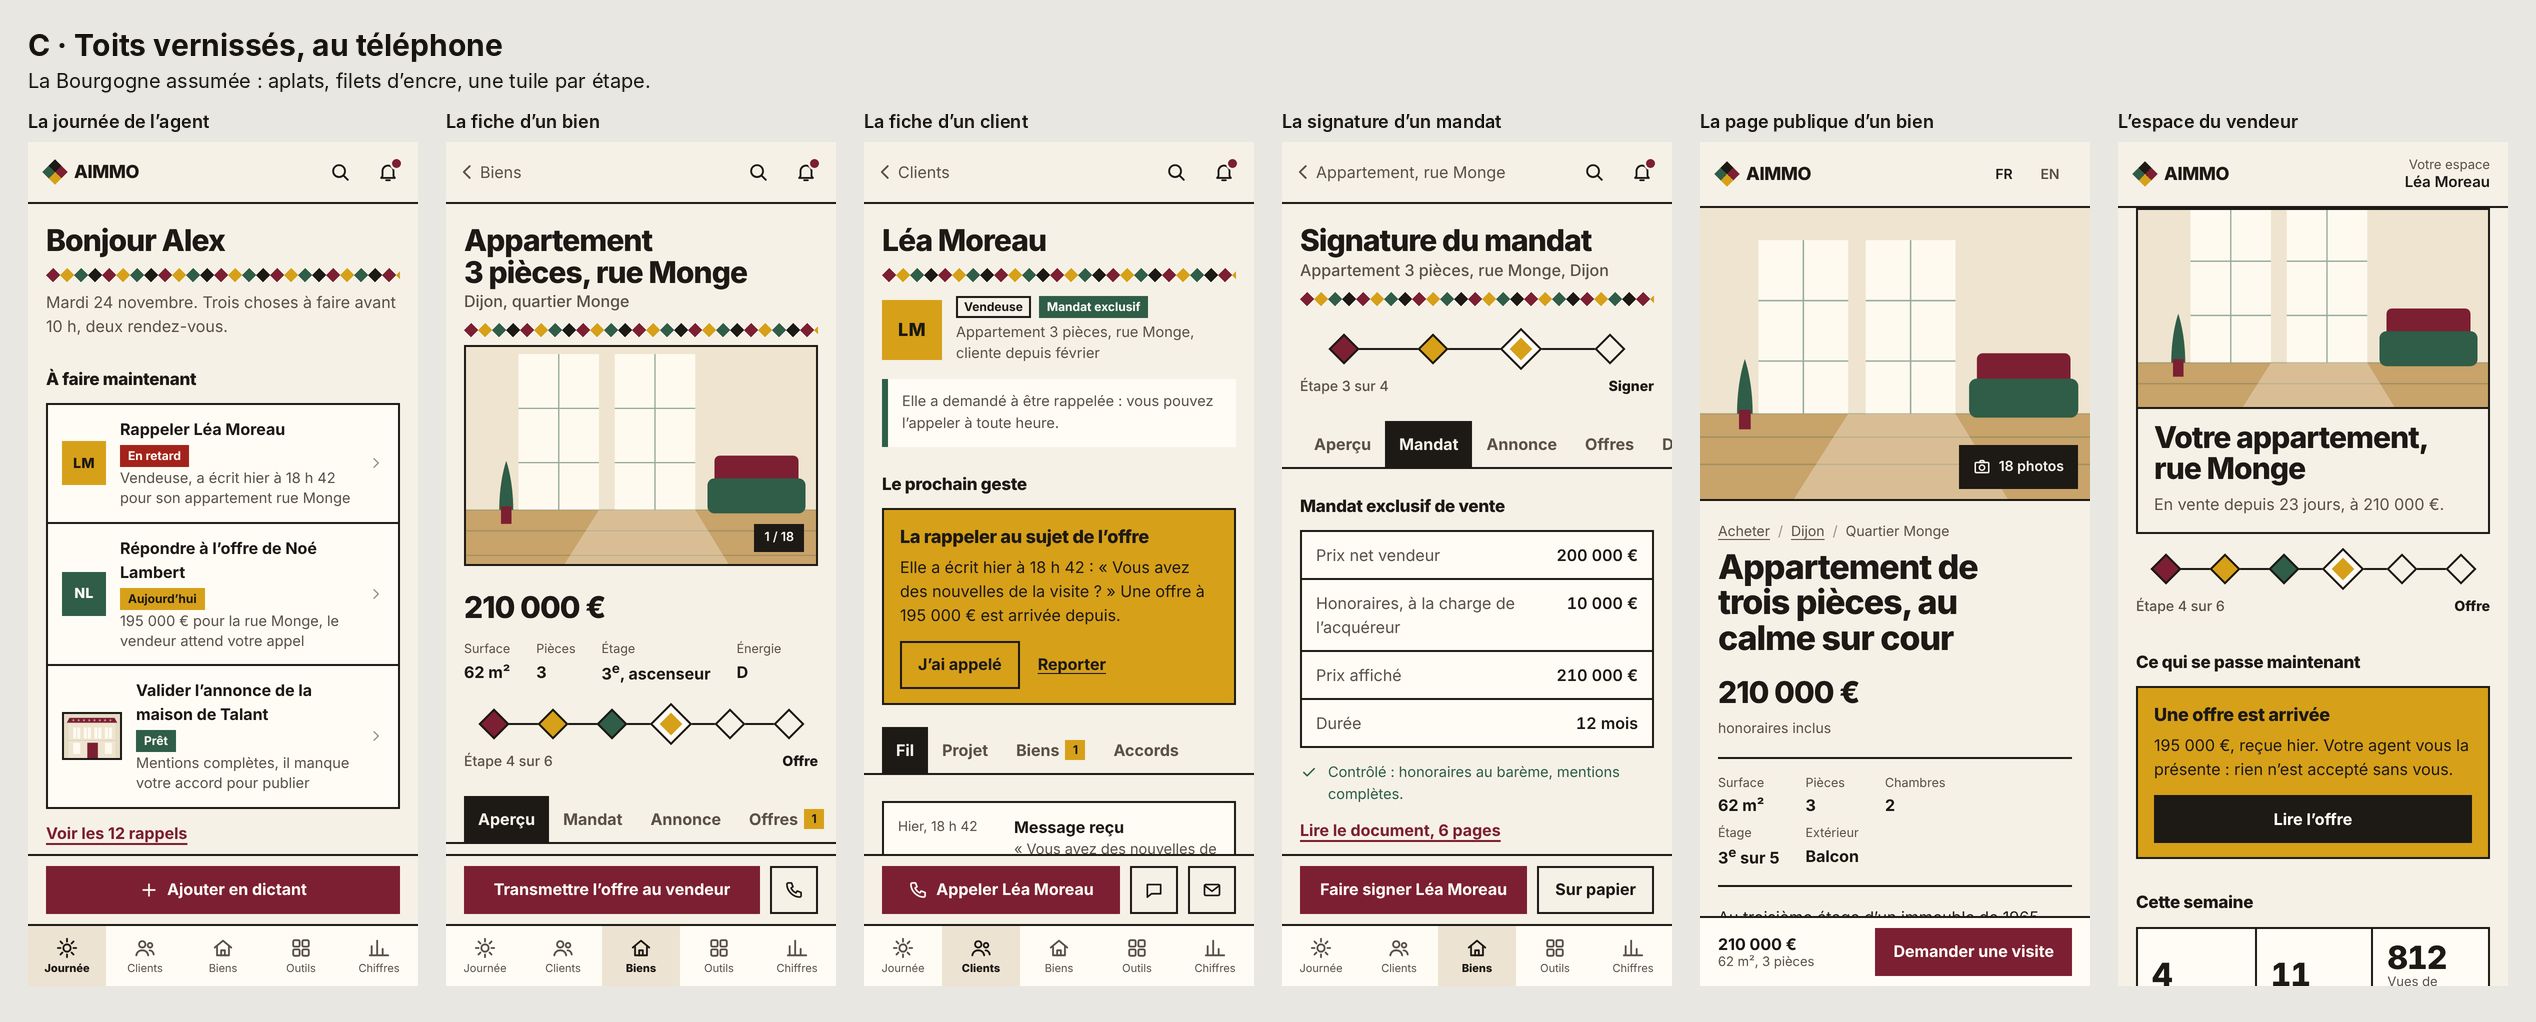 C · Toits vernissés, au téléphone
La Bourgogne assumée : aplats, filets d’encre, une tuile par étape.
La journée de l’agent
AIMMO
Bonjour Alex
Mardi 24 novembre. Trois choses à faire avant
10 h, deux rendez-vous.
À faire maintenant
LM
Rappeler Léa Moreau
En retard
Vendeuse, a écrit hier à 18 h 42
pour son appartement rue Monge
NL
Répondre à l’offre de Noé
Lambert
Aujourd’hui
195 000 € pour la rue Monge, le
vendeur attend votre appel
Valider l’annonce de la
maison de Talant
Prêt
Mentions complètes, il manque
votre accord pour publier
Voir les 12 rappels
Ajouter en dictant
Journée
Clients
Biens
Outils
Chiffres
La fiche d’un bien
Biens
Appartement
3 pièces, rue Monge
Dijon, quartier Monge
1 / 18
210 000 €
Surface
62 m²
Pièces
3
Étage
3e, ascenseur
Énergie
D
Étape 4 sur 6
Offre
Aperçu
Mandat
Annonce
Offres
1
Transmettre l’offre au vendeur
Journée
Clients
Biens
Outils
Chiffres
La fiche d’un client
Clients
Léa Moreau
LM
Vendeuse
Mandat exclusif
Appartement 3 pièces, rue Monge,
cliente depuis février
Elle a demandé à être rappelée : vous pouvez
l’appeler à toute heure.
Le prochain geste
La rappeler au sujet de l’offre
Elle a écrit hier à 18 h 42 : « Vous avez
des nouvelles de la visite ? » Une offre à
195 000 € est arrivée depuis.
J’ai appelé
Reporter
Fil
Projet
Biens
1
Accords
Hier, 18 h 42
Message reçu
« Vous avez des nouvelles de
Appeler Léa Moreau
Journée
Clients
Biens
Outils
Chiffres
La signature d’un mandat
Appartement, rue Monge
Signature du mandat
Appartement 3 pièces, rue Monge, Dijon
Étape 3 sur 4
Signer
Aperçu
Mandat
Annonce
Offres
D
Mandat exclusif de vente
Prix net vendeur
200 000 €
Honoraires, à la charge de
l’acquéreur
10 000 €
Prix affiché
210 000 €
Durée
12 mois
Contrôlé : honoraires au barème, mentions
complètes.
Lire le document, 6 pages
Faire signer Léa Moreau
Sur papier
Journée
Clients
Biens
Outils
Chiffres
La page publique d’un bien
AIMMO
FR
EN
18 photos
Acheter / Dijon / Quartier Monge
Appartement de
trois pièces, au
calme sur cour
210 000 €
honoraires inclus
Surface
62 m²
Pièces
3
Chambres
2
Étage
3e sur 5
Extérieur
Balcon
Au troisième étage d’un immeuble de 1965,
210 000 €
62 m², 3 pièces
Demander une visite
L’espace du vendeur
AIMMO
Votre espace
Léa Moreau
Votre appartement,
rue Monge
En vente depuis 23 jours, à 210 000 €.
Étape 4 sur 6
Offre
Ce qui se passe maintenant
Une offre est arrivée
195 000 €, reçue hier. Votre agent vous la
présente : rien n’est accepté sans vous.
Lire l’offre
Cette semaine
4
11
812
Vues de